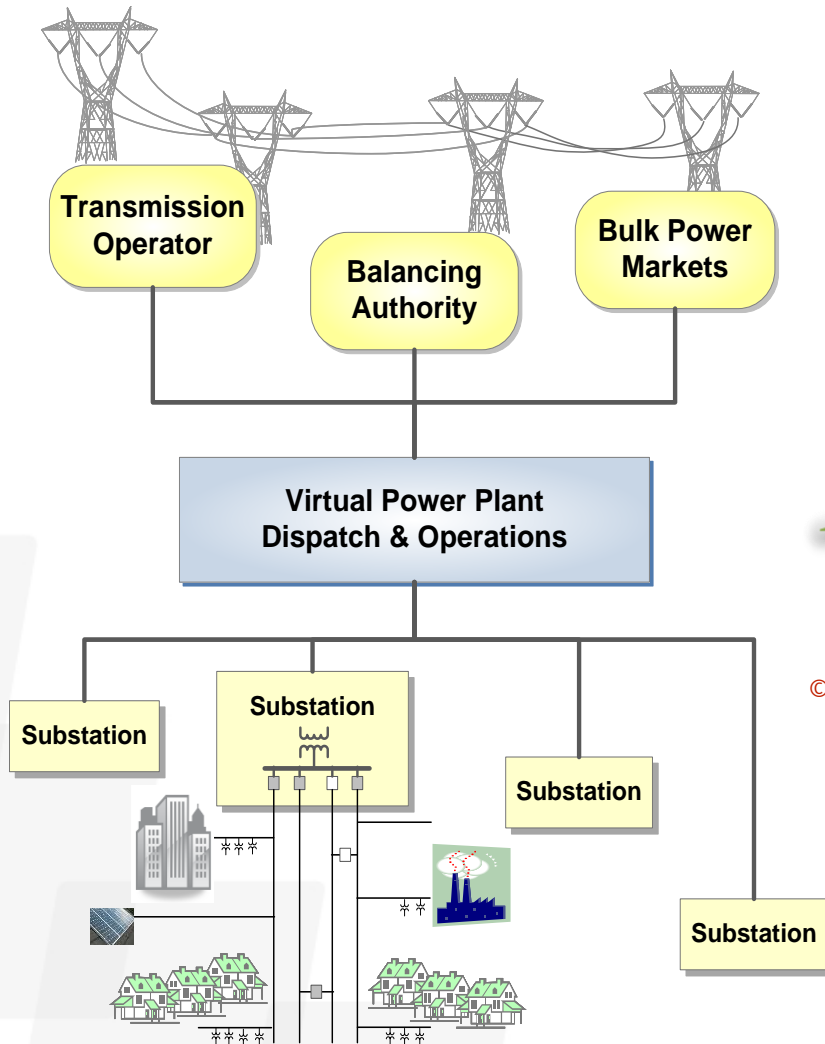 Transmission
Operator
Balancing
Authority
Bulk Power
Markets
Virtual Power Plant
Dispatch & Operations
Substation
Substation
Substation
Substation
©